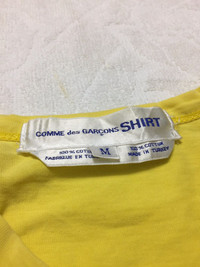 COMME des GARÇONS SHIRT
100% COTON M 100% COTTON
FABRIQUE EN TURQUIE MADE IN TURKEY